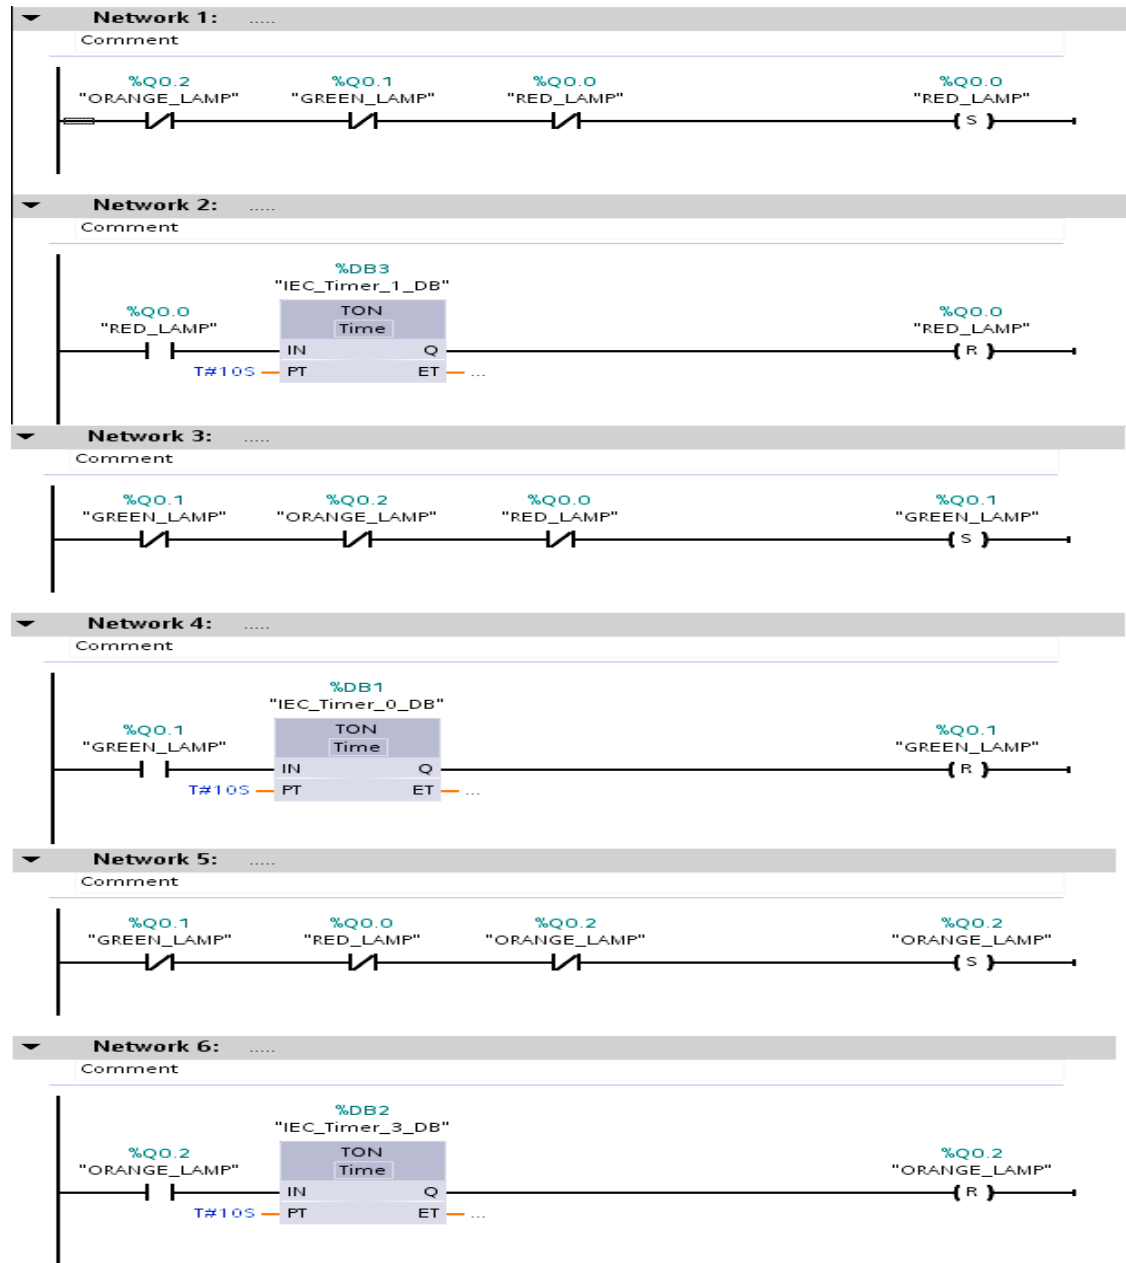 Network 1: .....
Comment
%Q0.2 %Q0.1 %Q0.0 %Q0.0
"ORANGE_LAMP" "GREEN_LAMP" "RED_LAMP" "RED_LAMP"
S
Network 2: .....
Comment
%DB3
"IEC_Timer_1_DB"
%Q0.0 TON %Q0.0
"RED_LAMP" Time "RED_LAMP"
IN Q R
T#10S PT ET ...
Network 3: .....
Comment
%Q0.1 %Q0.2 %Q0.0 %Q0.1
"GREEN_LAMP" "ORANGE_LAMP" "RED_LAMP" "GREEN_LAMP"
S
Network 4: .....
Comment
%DB1
"IEC_Timer_0_DB"
%Q0.1 TON %Q0.1
"GREEN_LAMP" Time "GREEN_LAMP"
IN Q R
T#10S PT ET ...
Network 5: .....
Comment
%Q0.1 %Q0.0 %Q0.2 %Q0.2
"GREEN_LAMP" "RED_LAMP" "ORANGE_LAMP" "ORANGE_LAMP"
S
Network 6: .....
Comment
%DB2
"IEC_Timer_3_DB"
%Q0.2 TON %Q0.2
"ORANGE_LAMP" Time "ORANGE_LAMP"
IN Q R
T#10S PT ET ...